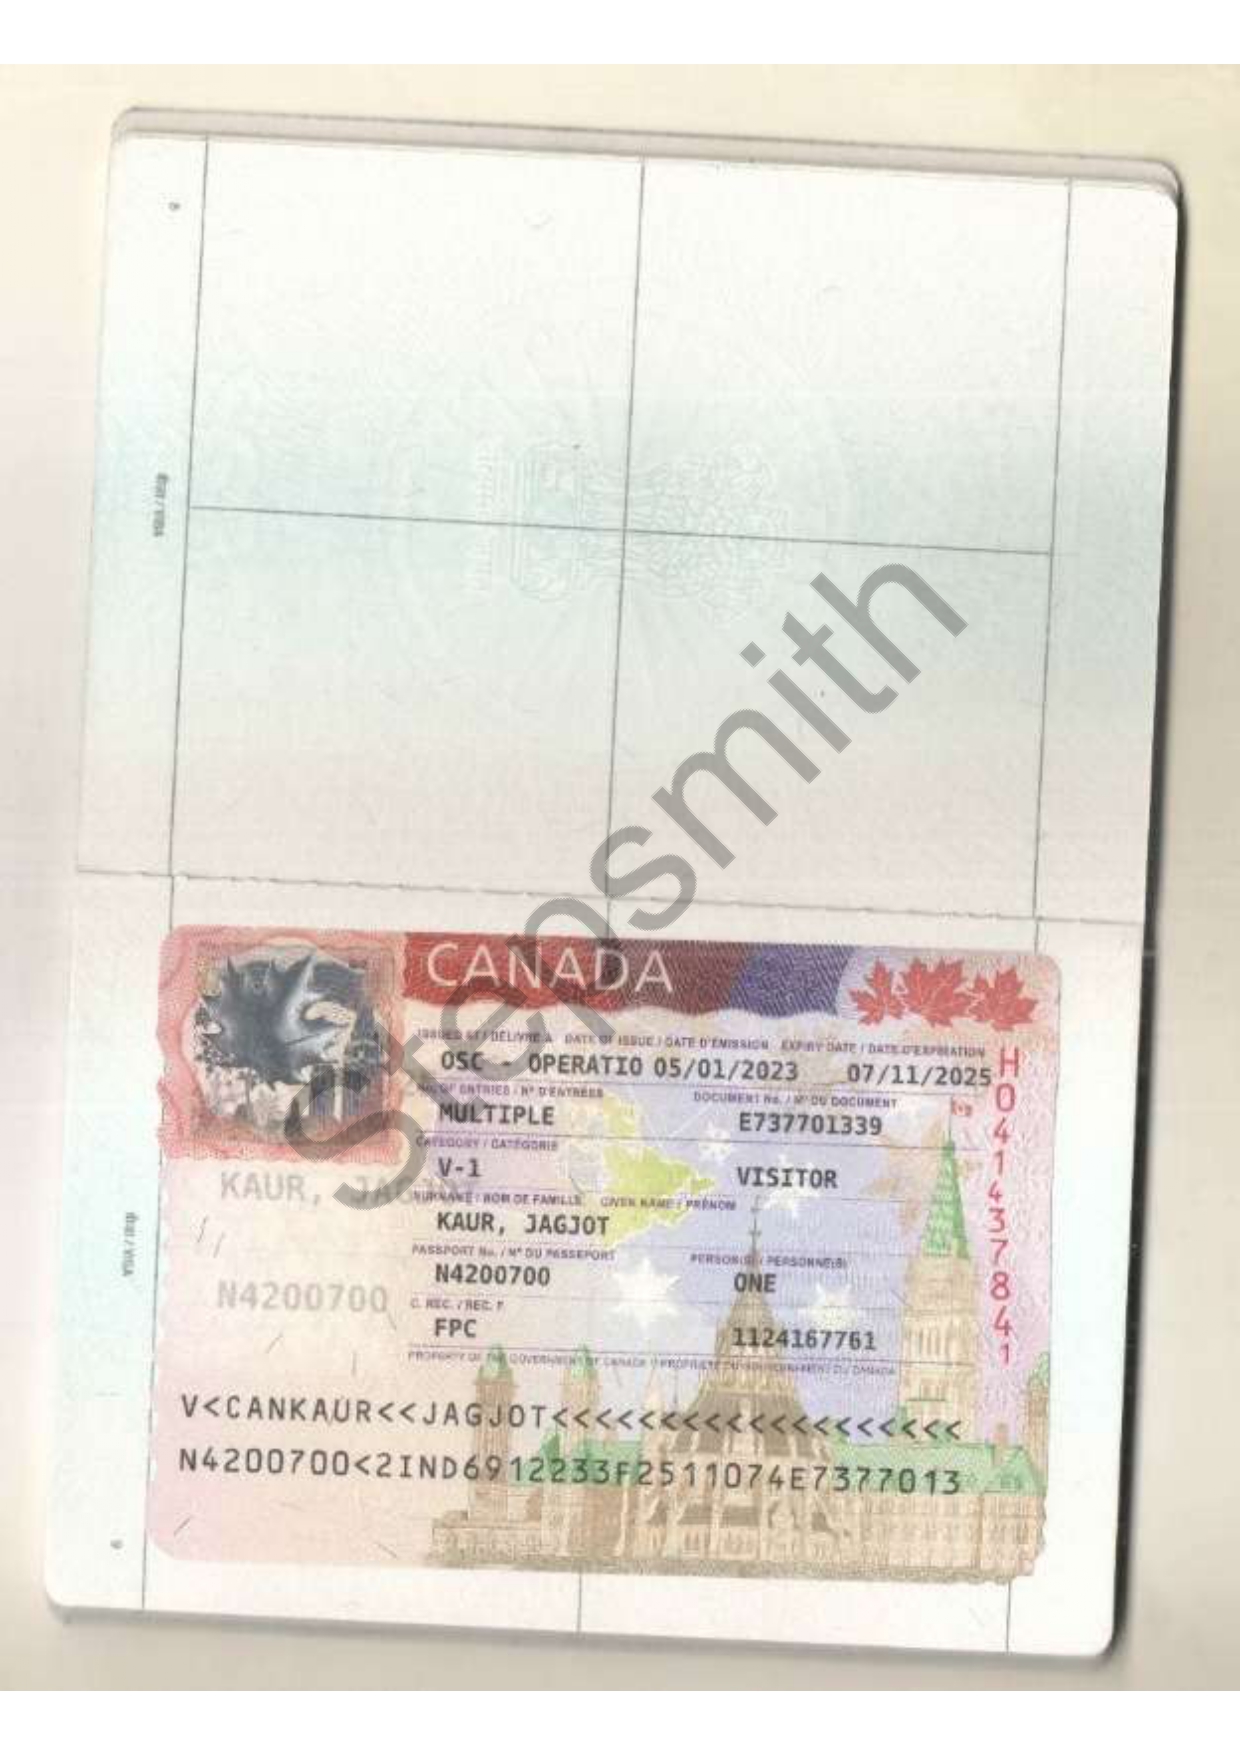 8
वीज़ा / VISA
CANADA
ISSUED AT / DÉLIVRÉ À DATE OF ISSUE / DATE D'ÉMISSION EXPIRY DATE / DATE D'EXPIRATION
OSC - OPERATIO 05/01/2023 07/11/2025
NO. OF ENTRIES - Nº D'ENTRÉES DOCUMENT No. / Nº DU DOCUMENT
MULTIPLE E737701339
CATEGORY / CATÉGORIE
V-1 VISITOR
SURNAME / NOM DE FAMILLE GIVEN NAME / PRÉNOM
KAUR, JAGJOT
PASSPORT No. / Nº DU PASSEPORT PERSON(S) / PERSONNE(S)
N4200700 ONE
C. REC. / REC. F
FPC 1124167761
PROPERTY OF THE GOVERNMENT OF CANADA / PROPRIÉTÉ DU GOUVERNEMENT DU CANADA
H041437841
KAUR, JAG
N4200700
V<CANKAUR<<JAGJOT<<<<<<<<<<<<<<<<<<<
N4200700<2IND6912233F2511074E7377013
वीज़ा / VISA
9
Stepsmith